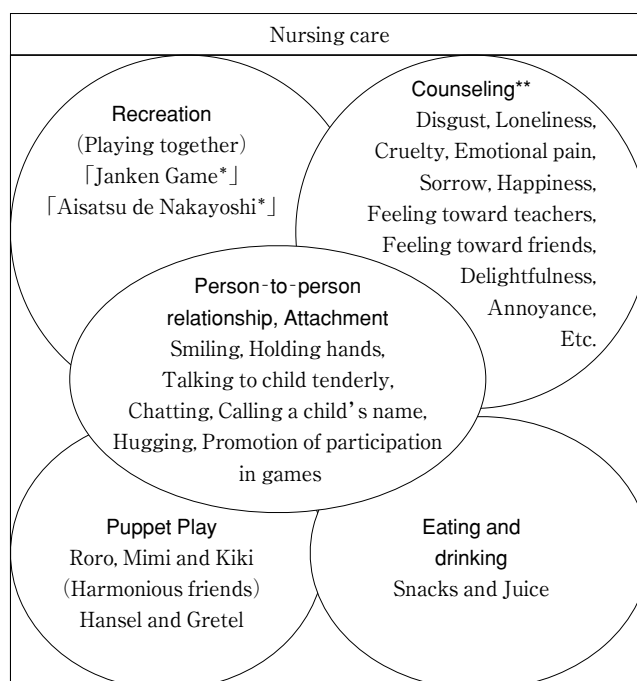 Nursing care
Recreation
(Playing together)
「Janken Game*」
「Aisatsu de Nakayoshi*」
Counseling**
Disgust, Loneliness,
Cruelty, Emotional pain,
Sorrow, Happiness,
Feeling toward teachers,
Feeling toward friends,
Delightfulness,
Annoyance,
Etc.
Person-to-person
relationship, Attachment
Smiling, Holding hands,
Talking to child tenderly,
Chatting, Calling a child’s name,
Hugging, Promotion of participation
in games
Puppet Play
Roro, Mimi and Kiki
(Harmonious friends)
Hansel and Gretel
Eating and
drinking
Snacks and Juice